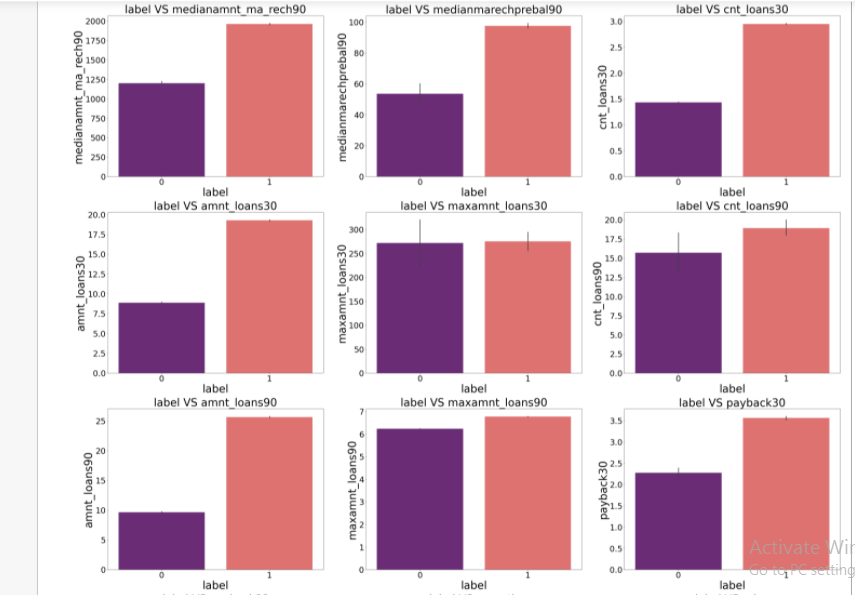 label VS medianamnt_ma_rech90
medianamnt_ma_rech90
2000
1750
1500
1250
1000
750
500
250
0
0 1
label
label VS medianmarechprebal90
medianmarechprebal90
100
80
60
40
20
0
0 1
label
label VS cnt_loans30
cnt_loans30
3.0
2.5
2.0
1.5
1.0
0.5
0.0
0 1
label
label VS amnt_loans30
amnt_loans30
20.0
17.5
15.0
12.5
10.0
7.5
5.0
2.5
0.0
0 1
label
label VS maxamnt_loans30
maxamnt_loans30
300
250
200
150
100
50
0
0 1
label
label VS cnt_loans90
cnt_loans90
20.0
17.5
15.0
12.5
10.0
7.5
5.0
2.5
0.0
0 1
label
label VS amnt_loans90
amnt_loans90
25
20
15
10
5
0
0 1
label
label VS maxamnt_loans90
maxamnt_loans90
7
6
5
4
3
2
1
0
0 1
label
label VS payback30
payback30
3.5
3.0
2.5
2.0
1.5
1.0
0.5
0.0
0 1
label
Activate Win
Go to PC setting